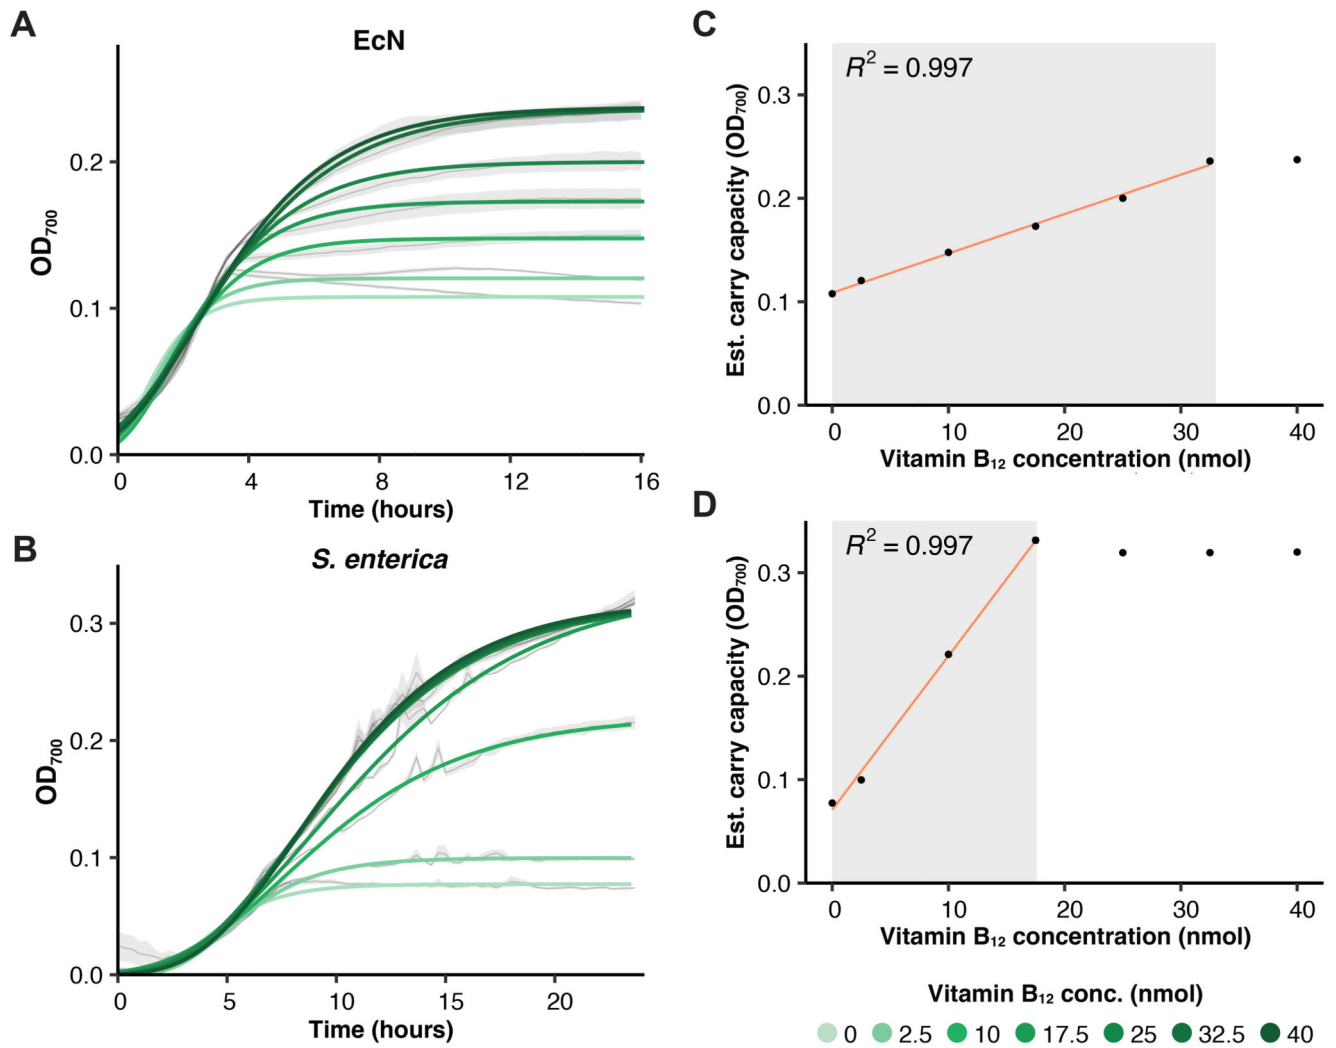 A
EcN
OD700
0.2
0.1
0.0
0 4 8 12 16
Time (hours)
B
S. enterica
OD700
0.3
0.2
0.1
0.0
0 5 10 15 20
Time (hours)
C
R2 = 0.997
Est. carry capacity (OD700)
0.3
0.2
0.1
0.0
0 10 20 30 40
Vitamin B12 concentration (nmol)
D
R2 = 0.997
Est. carry capacity (OD700)
0.3
0.2
0.1
0.0
0 10 20 30 40
Vitamin B12 concentration (nmol)
Vitamin B12 conc. (nmol)
0 2.5 10 17.5 25 32.5 40